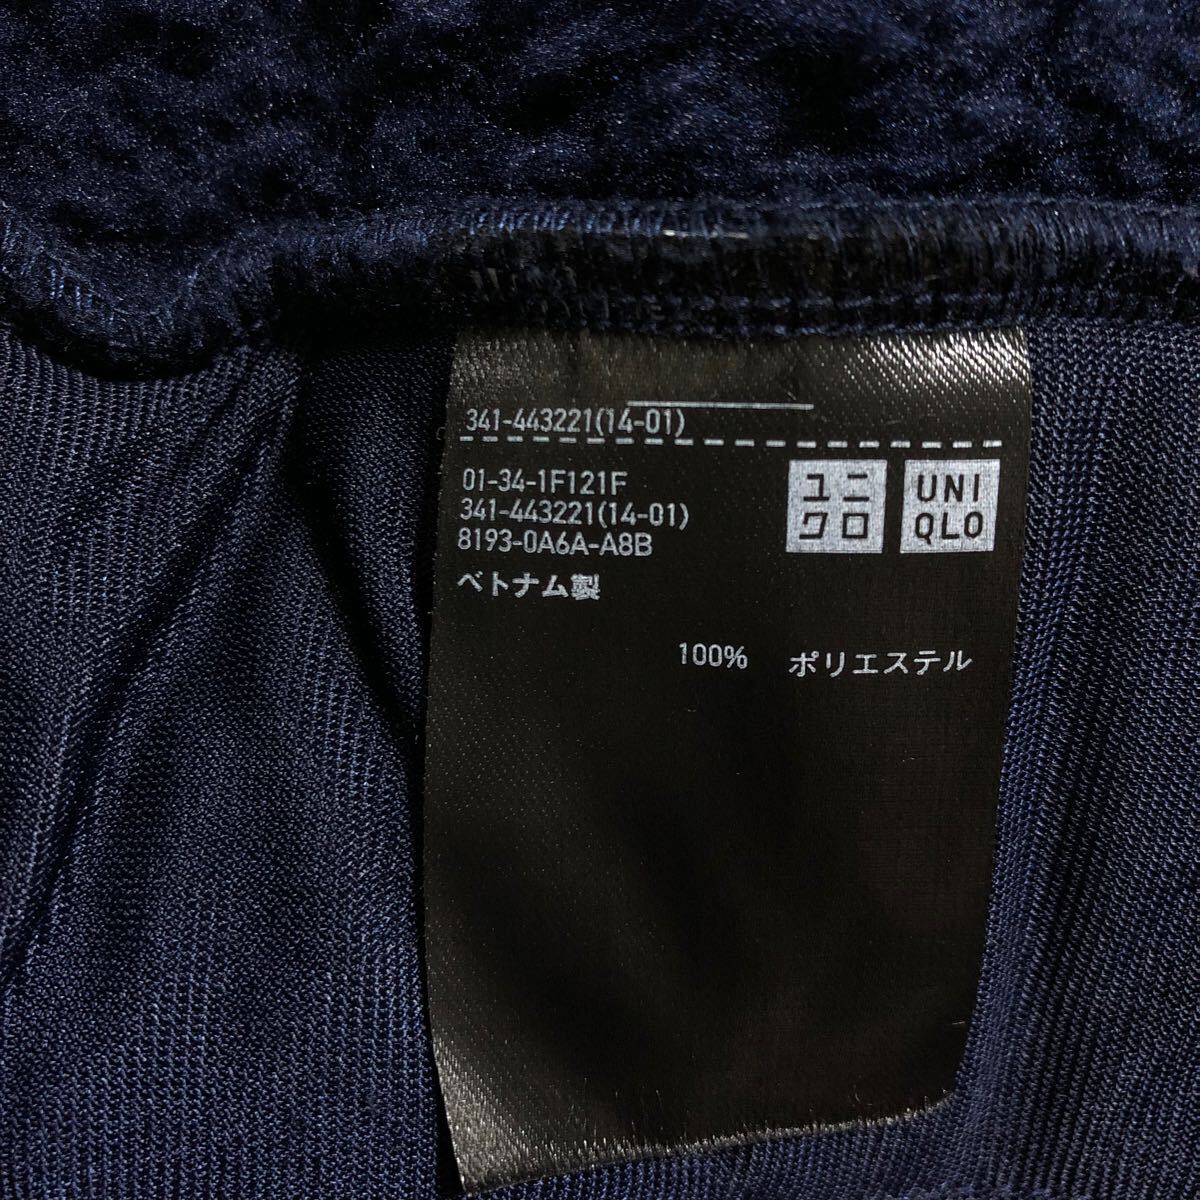 341-443221(14-01)
01-34-1F121F
341-443221(14-01)
8193-0A6A-A8B
ベトナム製
ユニ
クロ
UNI
QLO
100% ポリエステル